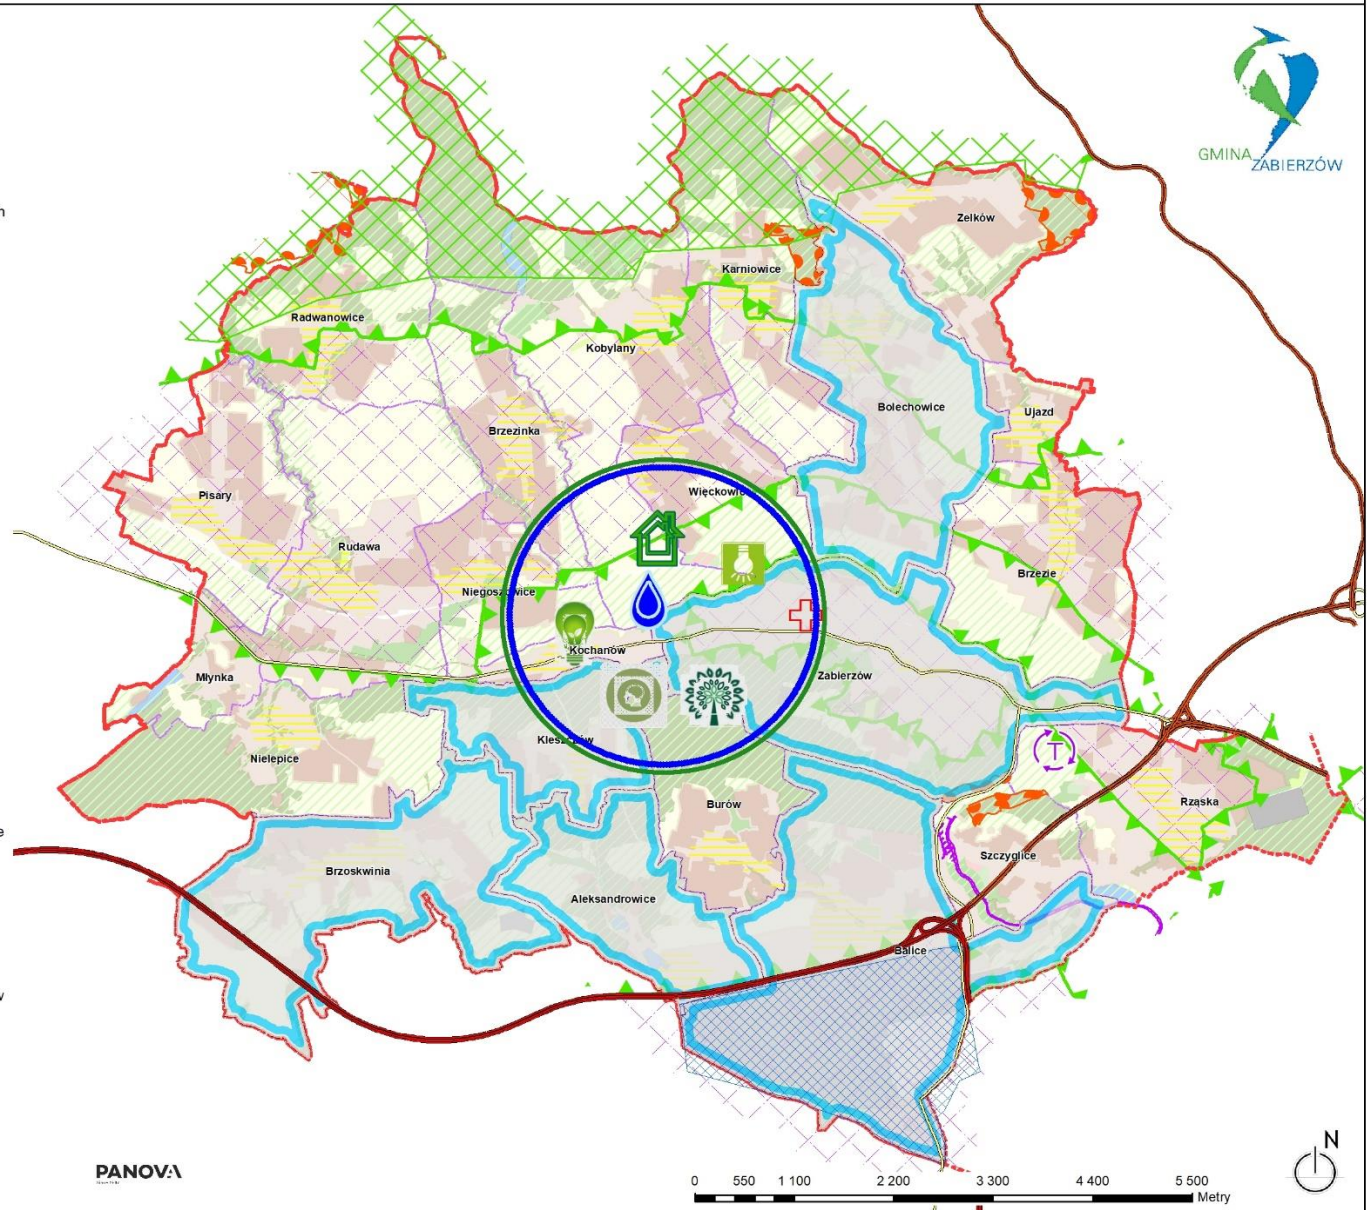 GMINA
ZABIERZÓW
Zelków
Karniowice
Radwanowice
Kobylany
Bolechowice
Ujazd
Brzezinka
Pisary
Więckowice
Rudawa
Brzezie
Niegoszowice
Kochanów
Młynka
Zabierzów
T
Nielepice
Kleszczów
Burów
Rząska
Szczyglice
Brzoskwinia
Aleksandrowice
Balice
N
PANOVA
0 550 1 100 2 200 3 300 4 400 5 500
Metry